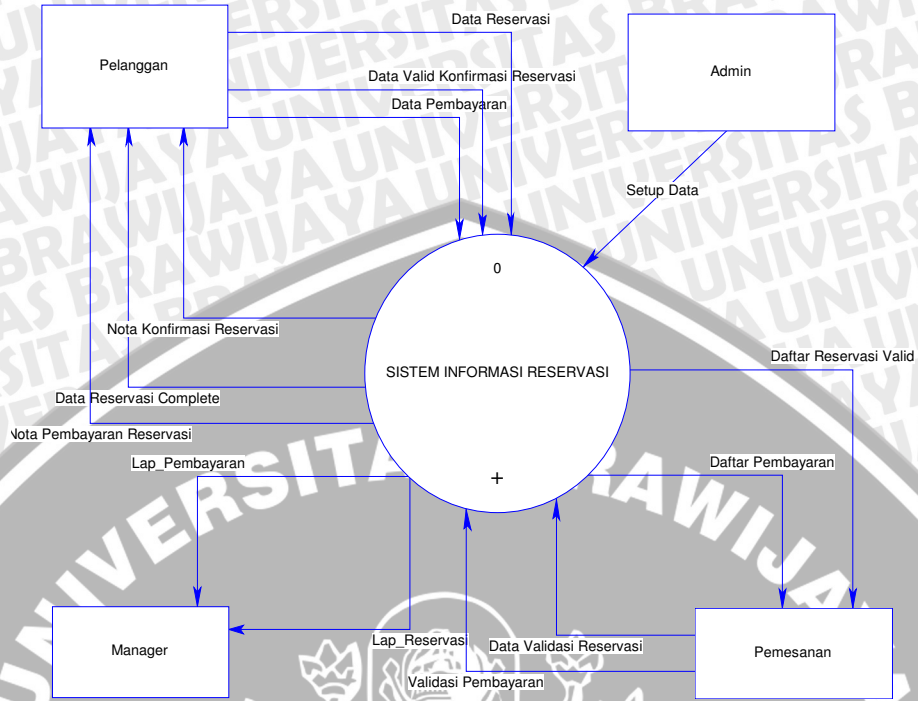 Data Reservasi
Pelanggan
Admin
Data Valid Konfirmasi Reservasi
Data Pembayaran
Setup Data
0
Nota Konfirmasi Reservasi
Daftar Reservasi Valid
SISTEM INFORMASI RESERVASI
Data Reservasi Complete
Nota Pembayaran Reservasi
Lap_Pembayaran
Daftar Pembayaran
+
Manager
Lap_Reservasi
Data Validasi Reservasi
Pemesanan
Validasi Pembayaran